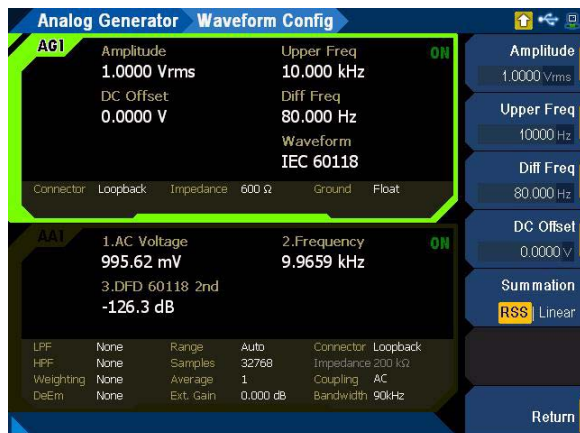 Analog Generator Waveform Config
AG1
ON
Amplitude
1.0000 Vrms
Upper Freq
10.000 kHz
DC Offset
0.0000 V
Diff Freq
80.000 Hz
Waveform
IEC 60118
Connector Loopback Impedance 600 Ω Ground Float
AA1
ON
1.AC Voltage
995.62 mV
2.Frequency
9.9659 kHz
3.DFD 60118 2nd
-126.3 dB
LPF None Range Auto Connector Loopback
HPF None Samples 32768 Impedance 200 kΩ
Weighting None Average 1 Coupling AC
DeEm None Ext. Gain 0.000 dB Bandwidth 90kHz
Amplitude
1.0000 Vrms
Upper Freq
10000 Hz
Diff Freq
80.000 Hz
DC Offset
0.0000 V
Summation
RSS | Linear
Return